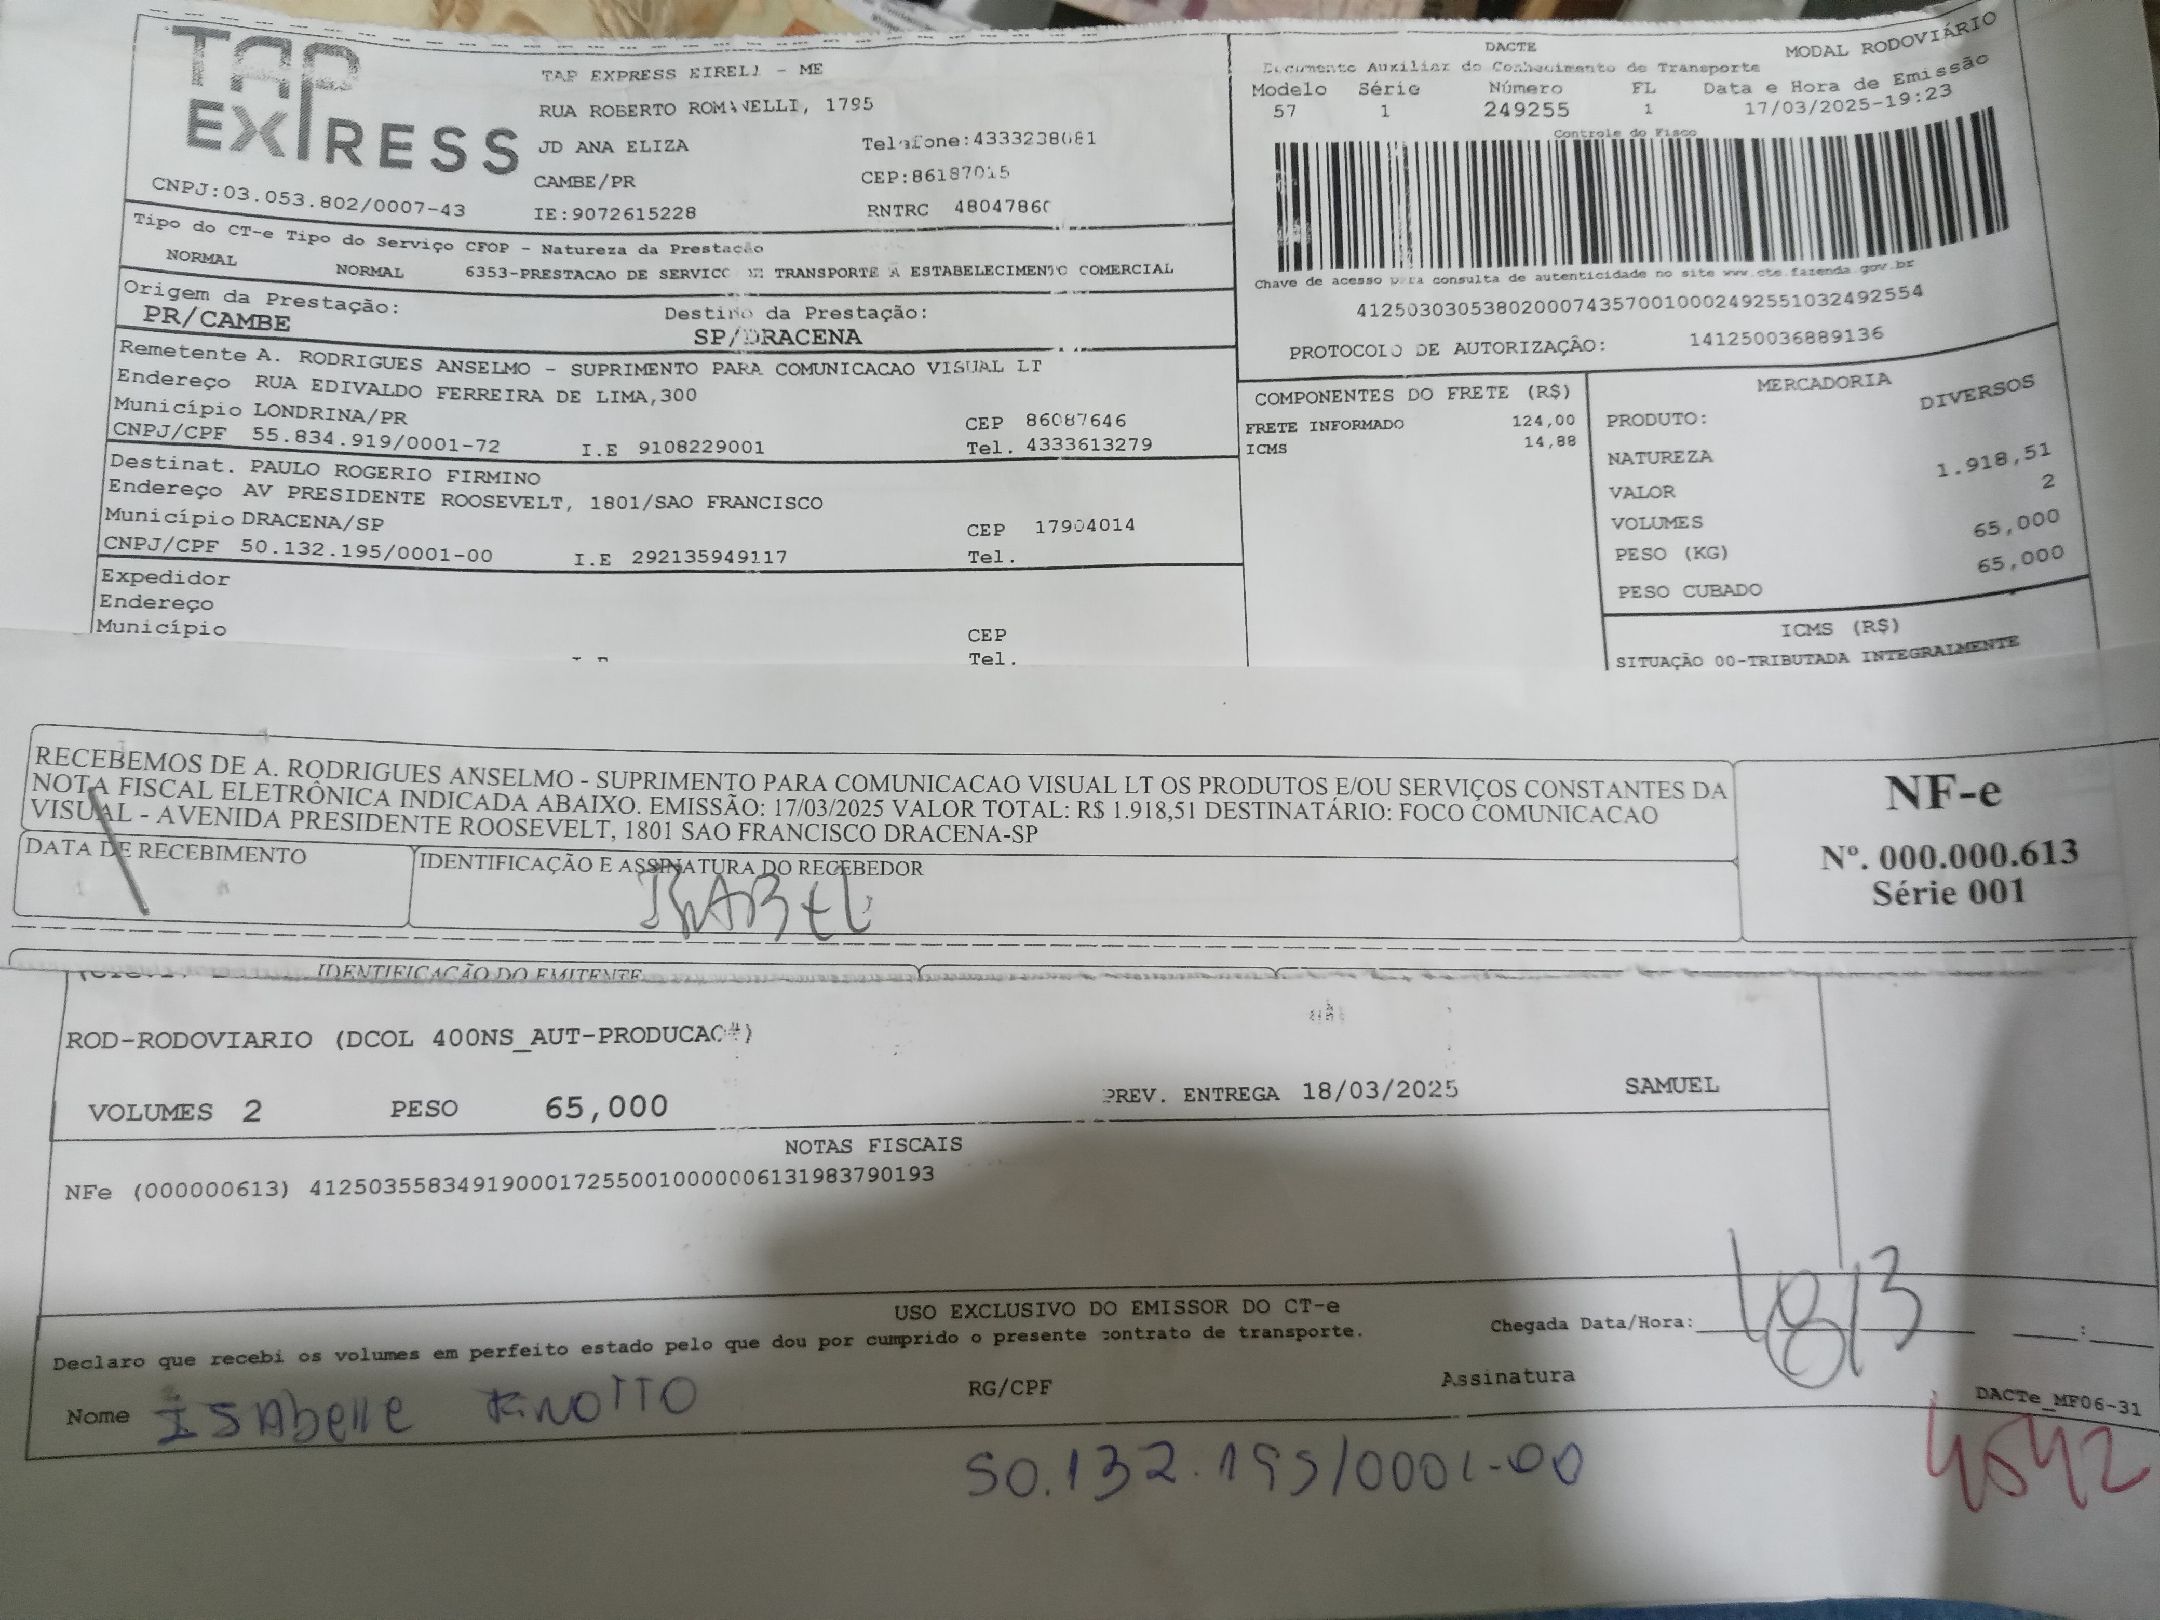 TAP EXPRESS
TAP EXPRESS EIRELI - ME
RUA ROBERTO ROMANELLI, 1795
JD ANA ELIZA Telefone:4333238681
CAMBE/PR CEP:86187015
CNPJ:03.053.802/0007-43 IE:9072615228 RNTRC 48047860
DACTE MODAL RODOVIÁRIO
Documento Auxiliar do Conhecimento de Transporte
Modelo Série Número FL Data e Hora de Emissão
57 1 249255 1 17/03/2025-19:23
Controle do Fisco
Chave de acesso para consulta de autenticidade no site www.cte.fazenda.gov.br
41250303053802000743570010002492551032492554
PROTOCOLO DE AUTORIZAÇÃO: 141250036889136
Tipo do CT-e Tipo do Serviço CFOP - Natureza da Prestação
NORMAL NORMAL 6353-PRESTACAO DE SERVICO DE TRANSPORTE A ESTABELECIMENTO COMERCIAL
Origem da Prestação: Destino da Prestação:
PR/CAMBE SP/DRACENA
Remetente A. RODRIGUES ANSELMO - SUPRIMENTO PARA COMUNICACAO VISUAL LT
Endereço RUA EDIVALDO FERREIRA DE LIMA,300
Município LONDRINA/PR CEP 86087646
CNPJ/CPF 55.834.919/0001-72 I.E 9108229001 Tel. 4333613279
Destinat. PAULO ROGERIO FIRMINO
Endereço AV PRESIDENTE ROOSEVELT, 1801/SAO FRANCISCO
Município DRACENA/SP CEP 17904014
CNPJ/CPF 50.132.195/0001-00 I.E 292135949117 Tel.
Expedidor
Endereço
Município CEP
Tel.
COMPONENTES DO FRETE (R$)
FRETE INFORMADO 124,00
ICMS 14,88
MERCADORIA
PRODUTO: DIVERSOS
NATUREZA
VALOR 1.918,51
VOLUMES 2
PESO (KG) 65,000
PESO CUBADO 65,000
ICMS (R$)
SITUAÇÃO 00-TRIBUTADA INTEGRALMENTE
RECEBEMOS DE A. RODRIGUES ANSELMO - SUPRIMENTO PARA COMUNICACAO VISUAL LT OS PRODUTOS E/OU SERVIÇOS CONSTANTES DA
NOTA FISCAL ELETRÔNICA INDICADA ABAIXO. EMISSÃO: 17/03/2025 VALOR TOTAL: R$ 1.918,51 DESTINATÁRIO: FOCO COMUNICACAO
VISUAL - AVENIDA PRESIDENTE ROOSEVELT, 1801 SAO FRANCISCO DRACENA-SP
DATA DE RECEBIMENTO IDENTIFICAÇÃO E ASSINATURA DO RECEBEDOR
NF-e
Nº. 000.000.613
Série 001
IDENTIFICAÇÃO DO EMITENTE
ROD-RODOVIARIO (DCOL 400NS_AUT-PRODUCAO#)
VOLUMES 2 PESO 65,000 PREV. ENTREGA 18/03/2025 SAMUEL
NOTAS FISCAIS
NFe (000000613) 41250355834919000172550010000006131983790193
USO EXCLUSIVO DO EMISSOR DO CT-e
Declaro que recebi os volumes em perfeito estado pelo que dou por cumprido o presente contrato de transporte. Chegada Data/Hora: 18/3 :
Nome Isabelle RG/CPF Assinatura
DACTe_MF06-31
50.132.195/0001-00
4542